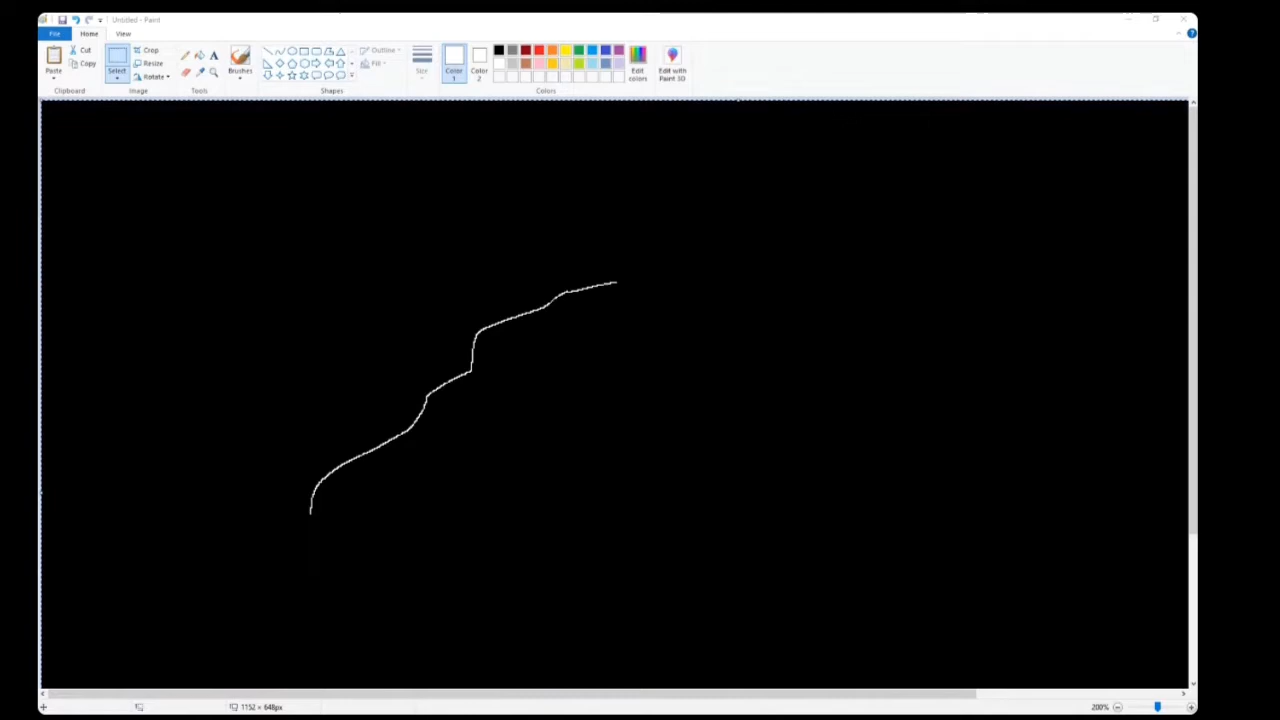 Untitled - Paint
File Home View
Paste
Cut
Copy
Clipboard
Select
Crop
Resize
Rotate
Image
Tools
Brushes
Shapes
Outline
Fill
Size
Color 1
Color 2
Colors
Edit colors
Edit with Paint 3D
1152 × 648px
200%